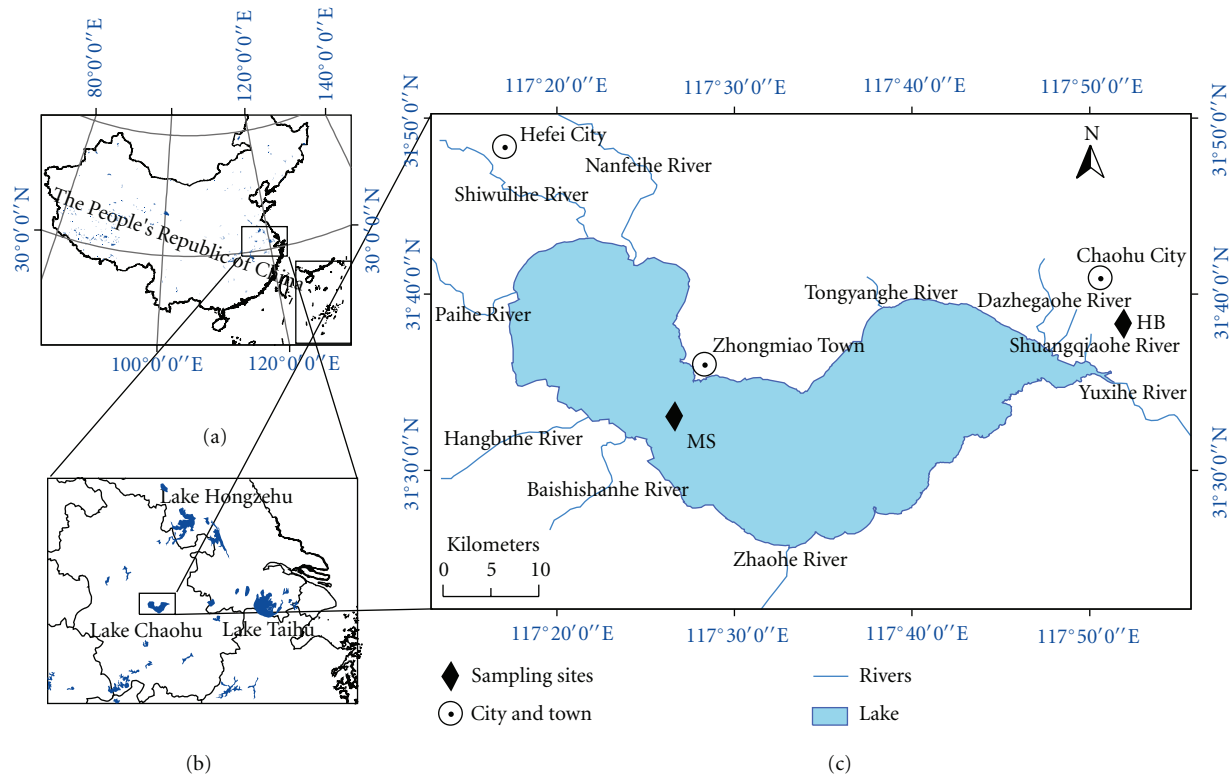 80°0′0″E
120°0′0″E
140°0′0″E
30°0′0″N
30°0′0″N
The People's Republic of China
100°0′0″E
120°0′0″E
(a)
Lake Hongzehu
Lake Chaohu
Lake Taihu
(b)
117°20′0″E
117°30′0″E
117°40′0″E
117°50′0″E
31°50′0″N
31°50′0″N
31°40′0″N
31°40′0″N
31°30′0″N
31°30′0″N
Hefei City
Nanfeihe River
Shiwulihe River
N
Chaohu City
Tongyanghe River
Dazhegaohe River
Paihe River
HB
Zhongmiao Town
Shuangqiaohe River
Yuxihe River
Hangbuhe River
MS
Baishishanhe River
Zhaohe River
Kilometers
0 5 10
117°20′0″E
117°30′0″E
117°40′0″E
117°50′0″E
Sampling sites
Rivers
City and town
Lake
(c)